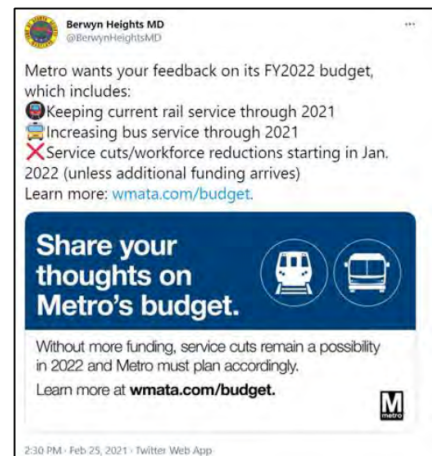 Berwyn Heights MD
@BerwynHeightsMD
Metro wants your feedback on its FY2022 budget,
which includes:
Keeping current rail service through 2021
Increasing bus service through 2021
❌Service cuts/workforce reductions starting in Jan.
2022 (unless additional funding arrives)
Learn more: wmata.com/budget.
Share your
thoughts on
Metro's budget.
Without more funding, service cuts remain a possibility
in 2022 and Metro must plan accordingly.
Learn more at wmata.com/budget.
M
metro
2:30 PM · Feb 25, 2021 · Twitter Web App